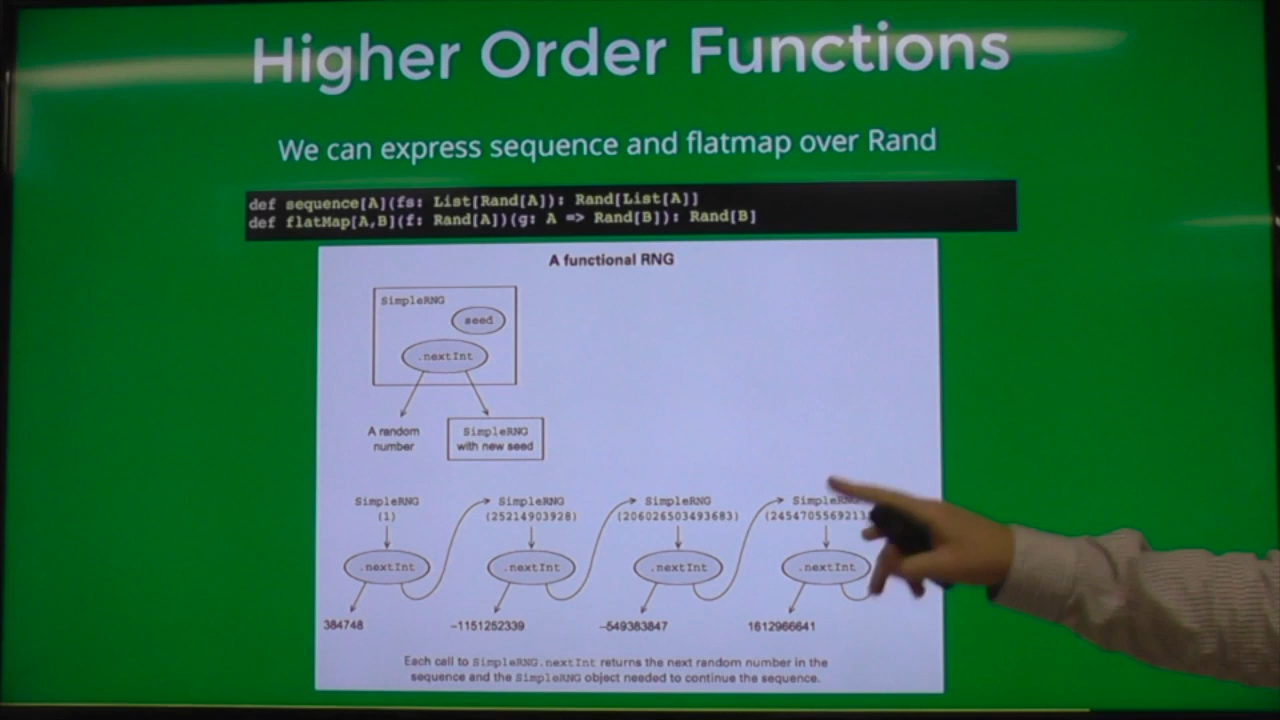 Higher Order Functions
We can express sequence and flatmap over Rand
def sequence[A](fs: List[Rand[A]): Rand[List[A]]
def flatMap[A,B](f: Rand[A])(g: A => Rand[B]): Rand[B]
A functional RNG
SimpleRNG
seed
.nextInt
A random
number
SimpleRNG
with new seed
SimpleRNG
(1)
SimpleRNG
(25214903928)
SimpleRNG
(206026503493683)
(245470556921
.nextInt
.nextInt
.nextInt
.nextInt
384748
-1151252339
-549383847
1612966641
Each call to SimpleRNG.nextInt returns the next random number in the
sequence and the SimpleRNG object needed to continue the sequence.